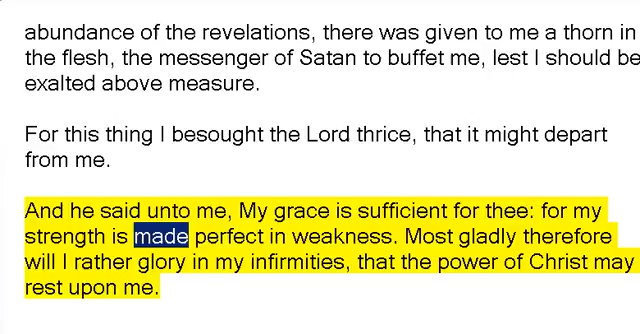 abundance of the revelations, there was given to me a thorn in
the flesh, the messenger of Satan to buffet me, lest I should be
exalted above measure.
For this thing I besought the Lord thrice, that it might depart
from me.
And he said unto me, My grace is sufficient for thee: for my
strength is made perfect in weakness. Most gladly therefore
will I rather glory in my infirmities, that the power of Christ may
rest upon me.